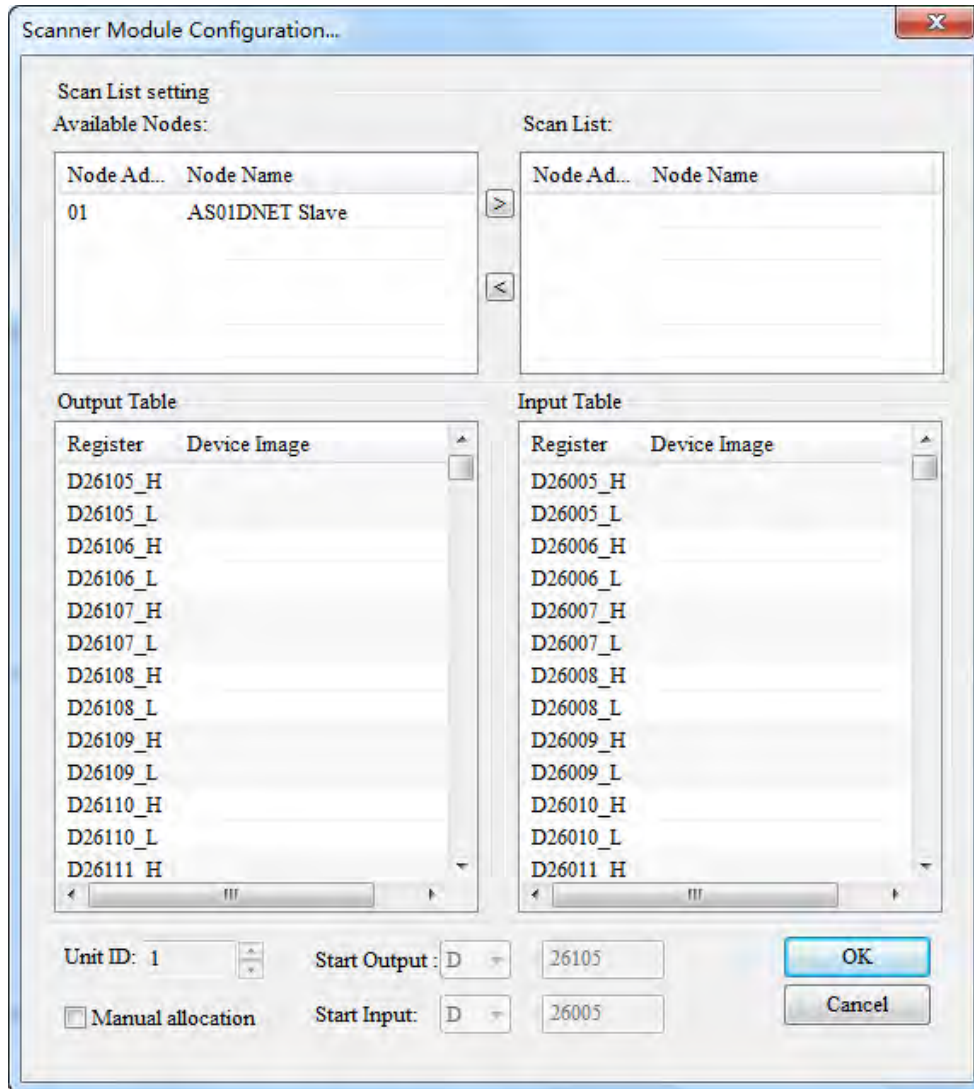 Scanner Module Configuration...
Scan List setting
Available Nodes:
Node Ad... Node Name
01 AS01DNET Slave
>
<
Scan List:
Node Ad... Node Name
Output Table
Register Device Image
D26105_H
D26105_L
D26106_H
D26106_L
D26107_H
D26107_L
D26108_H
D26108_L
D26109_H
D26109_L
D26110_H
D26110_L
D26111_H
Input Table
Register Device Image
D26005_H
D26005_L
D26006_H
D26006_L
D26007_H
D26007_L
D26008_H
D26008_L
D26009_H
D26009_L
D26010_H
D26010_L
D26011_H
Unit ID: 1
Manual allocation
Start Output : D 26105
Start Input: D 26005
OK
Cancel